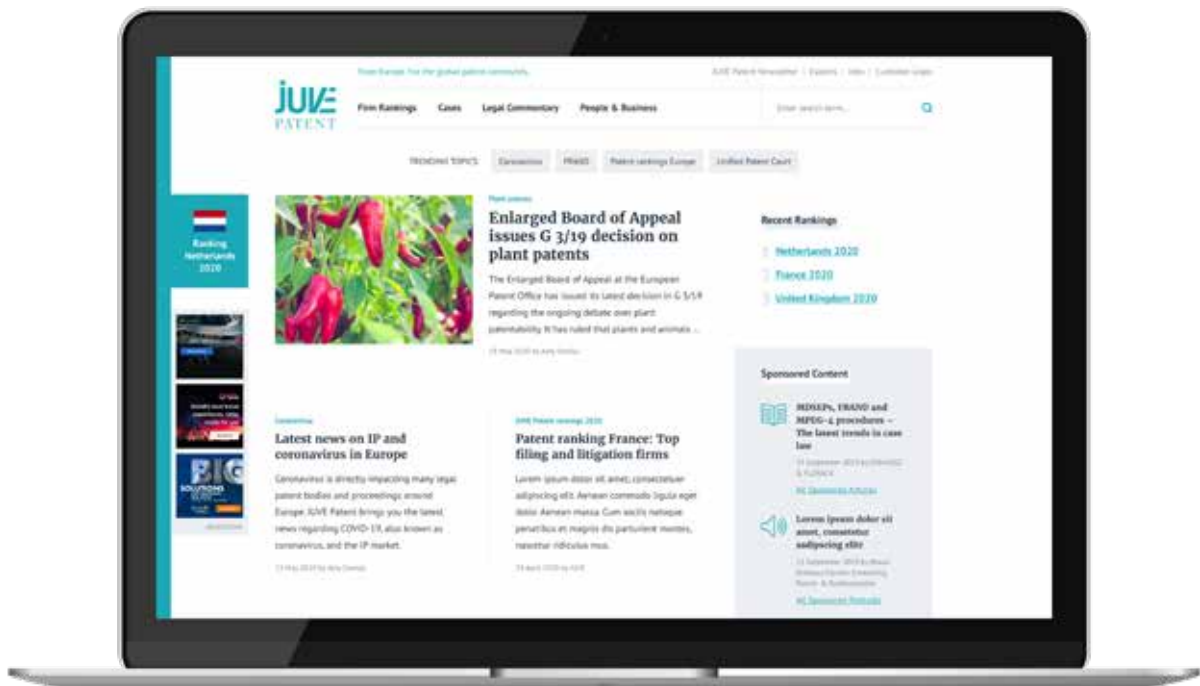 From Europe. For the global patent community.
JUVE Patent Newsletter | Experts | Jobs | Customer Login
JUVE
PATENT
Firm Rankings Cases Legal Commentary People & Business
Enter search term...
TRENDING TOPICS Coronavirus FRAND Patent rankings Europe Unified Patent Court
Ranking
Netherlands
2020
Plant patents
Enlarged Board of Appeal
issues G 3/19 decision on
plant patents
The Enlarged Board of Appeal at the European
Patent Office has issued its latest decision in G 3/19
regarding the ongoing debate over plant
patentability. It has ruled that plants and animals ...
Recent Rankings
Netherlands 2020
France 2020
United Kingdom 2020
BIG
SOLUTIONS
Coronavirus
Latest news on IP and
coronavirus in Europe
Coronavirus is directly impacting many legal
patent bodies and proceedings around
Europe. JUVE Patent brings you the latest
news regarding COVID-19, also known as
coronavirus, and the IP market.
JUVE Patent rankings 2020
Patent ranking France: Top
filing and litigation firms
Lorem ipsum dolor sit amet, consectetuer
adipiscing elit. Aenean commodo ligula eget
dolor. Aenean massa. Cum sociis natoque
penatibus et magnis dis parturient montes,
nascetur ridiculus mus.
Sponsored Content
MDSEPs, FRAND and
MPEG-4 procedures –
The latest trends in case
law
All Sponsored Articles
Lorem ipsum dolor sit
amet, consetetur
sadipscing elitr
All Sponsored Podcasts